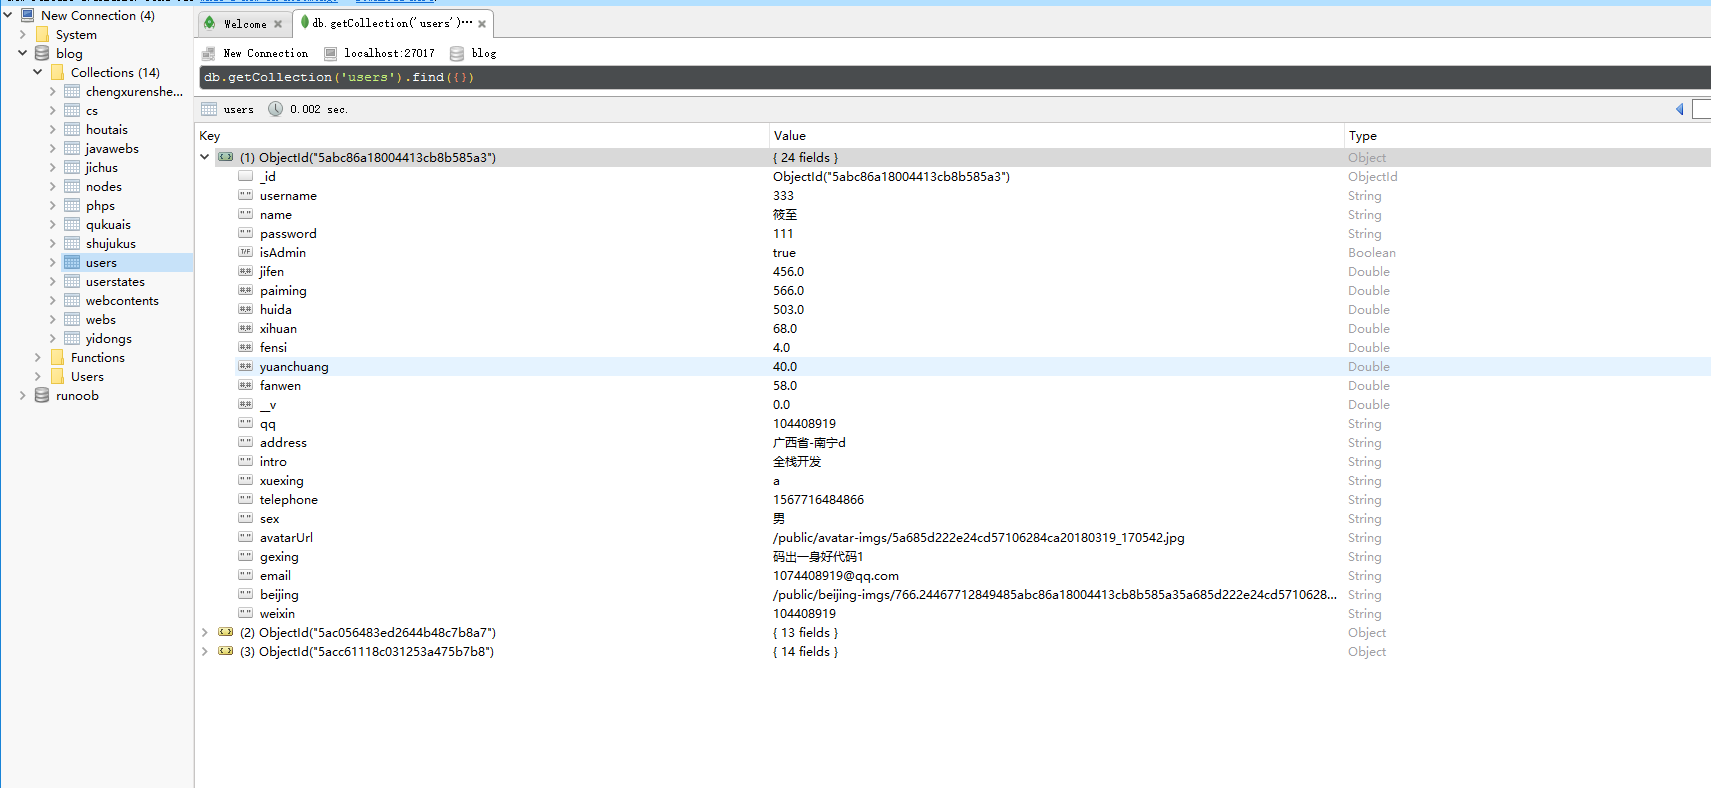 New Connection (4)
System
blog
Collections (14)
chengxurenshe...
cs
houtais
javawebs
jichus
nodes
phps
qukuais
shujukus
users
userstates
webcontents
webs
yidongs
Functions
Users
runoob
Welcome
db.getCollection('users')...
New Connection localhost:27017 blog
db.getCollection('users').find({})
users 0.002 sec.
Key Value Type
(1) ObjectId("5abc86a18004413cb8b585a3") { 24 fields } Object
_id ObjectId("5abc86a18004413cb8b585a3") ObjectId
username 333 String
name 筱至 String
password 111 String
isAdmin true Boolean
jifen 456.0 Double
paiming 566.0 Double
huida 503.0 Double
xihuan 68.0 Double
fensi 4.0 Double
yuanchuang 40.0 Double
fanwen 58.0 Double
__v 0.0 Double
qq 104408919 String
address 广西省-南宁d String
intro 全栈开发 String
xuexing a String
telephone 1567716484866 String
sex 男 String
avatarUrl /public/avatar-imgs/5a685d222e24cd57106284ca20180319_170542.jpg String
gexing 码出一身好代码1 String
email 1074408919@qq.com String
beijing /public/beijing-imgs/766.24467712849485abc86a18004413cb8b585a35a685d222e24cd5710628... String
weixin 104408919 String
(2) ObjectId("5ac056483ed2644b48c7b8a7") { 13 fields } Object
(3) ObjectId("5acc61118c031253a475b7b8") { 14 fields } Object